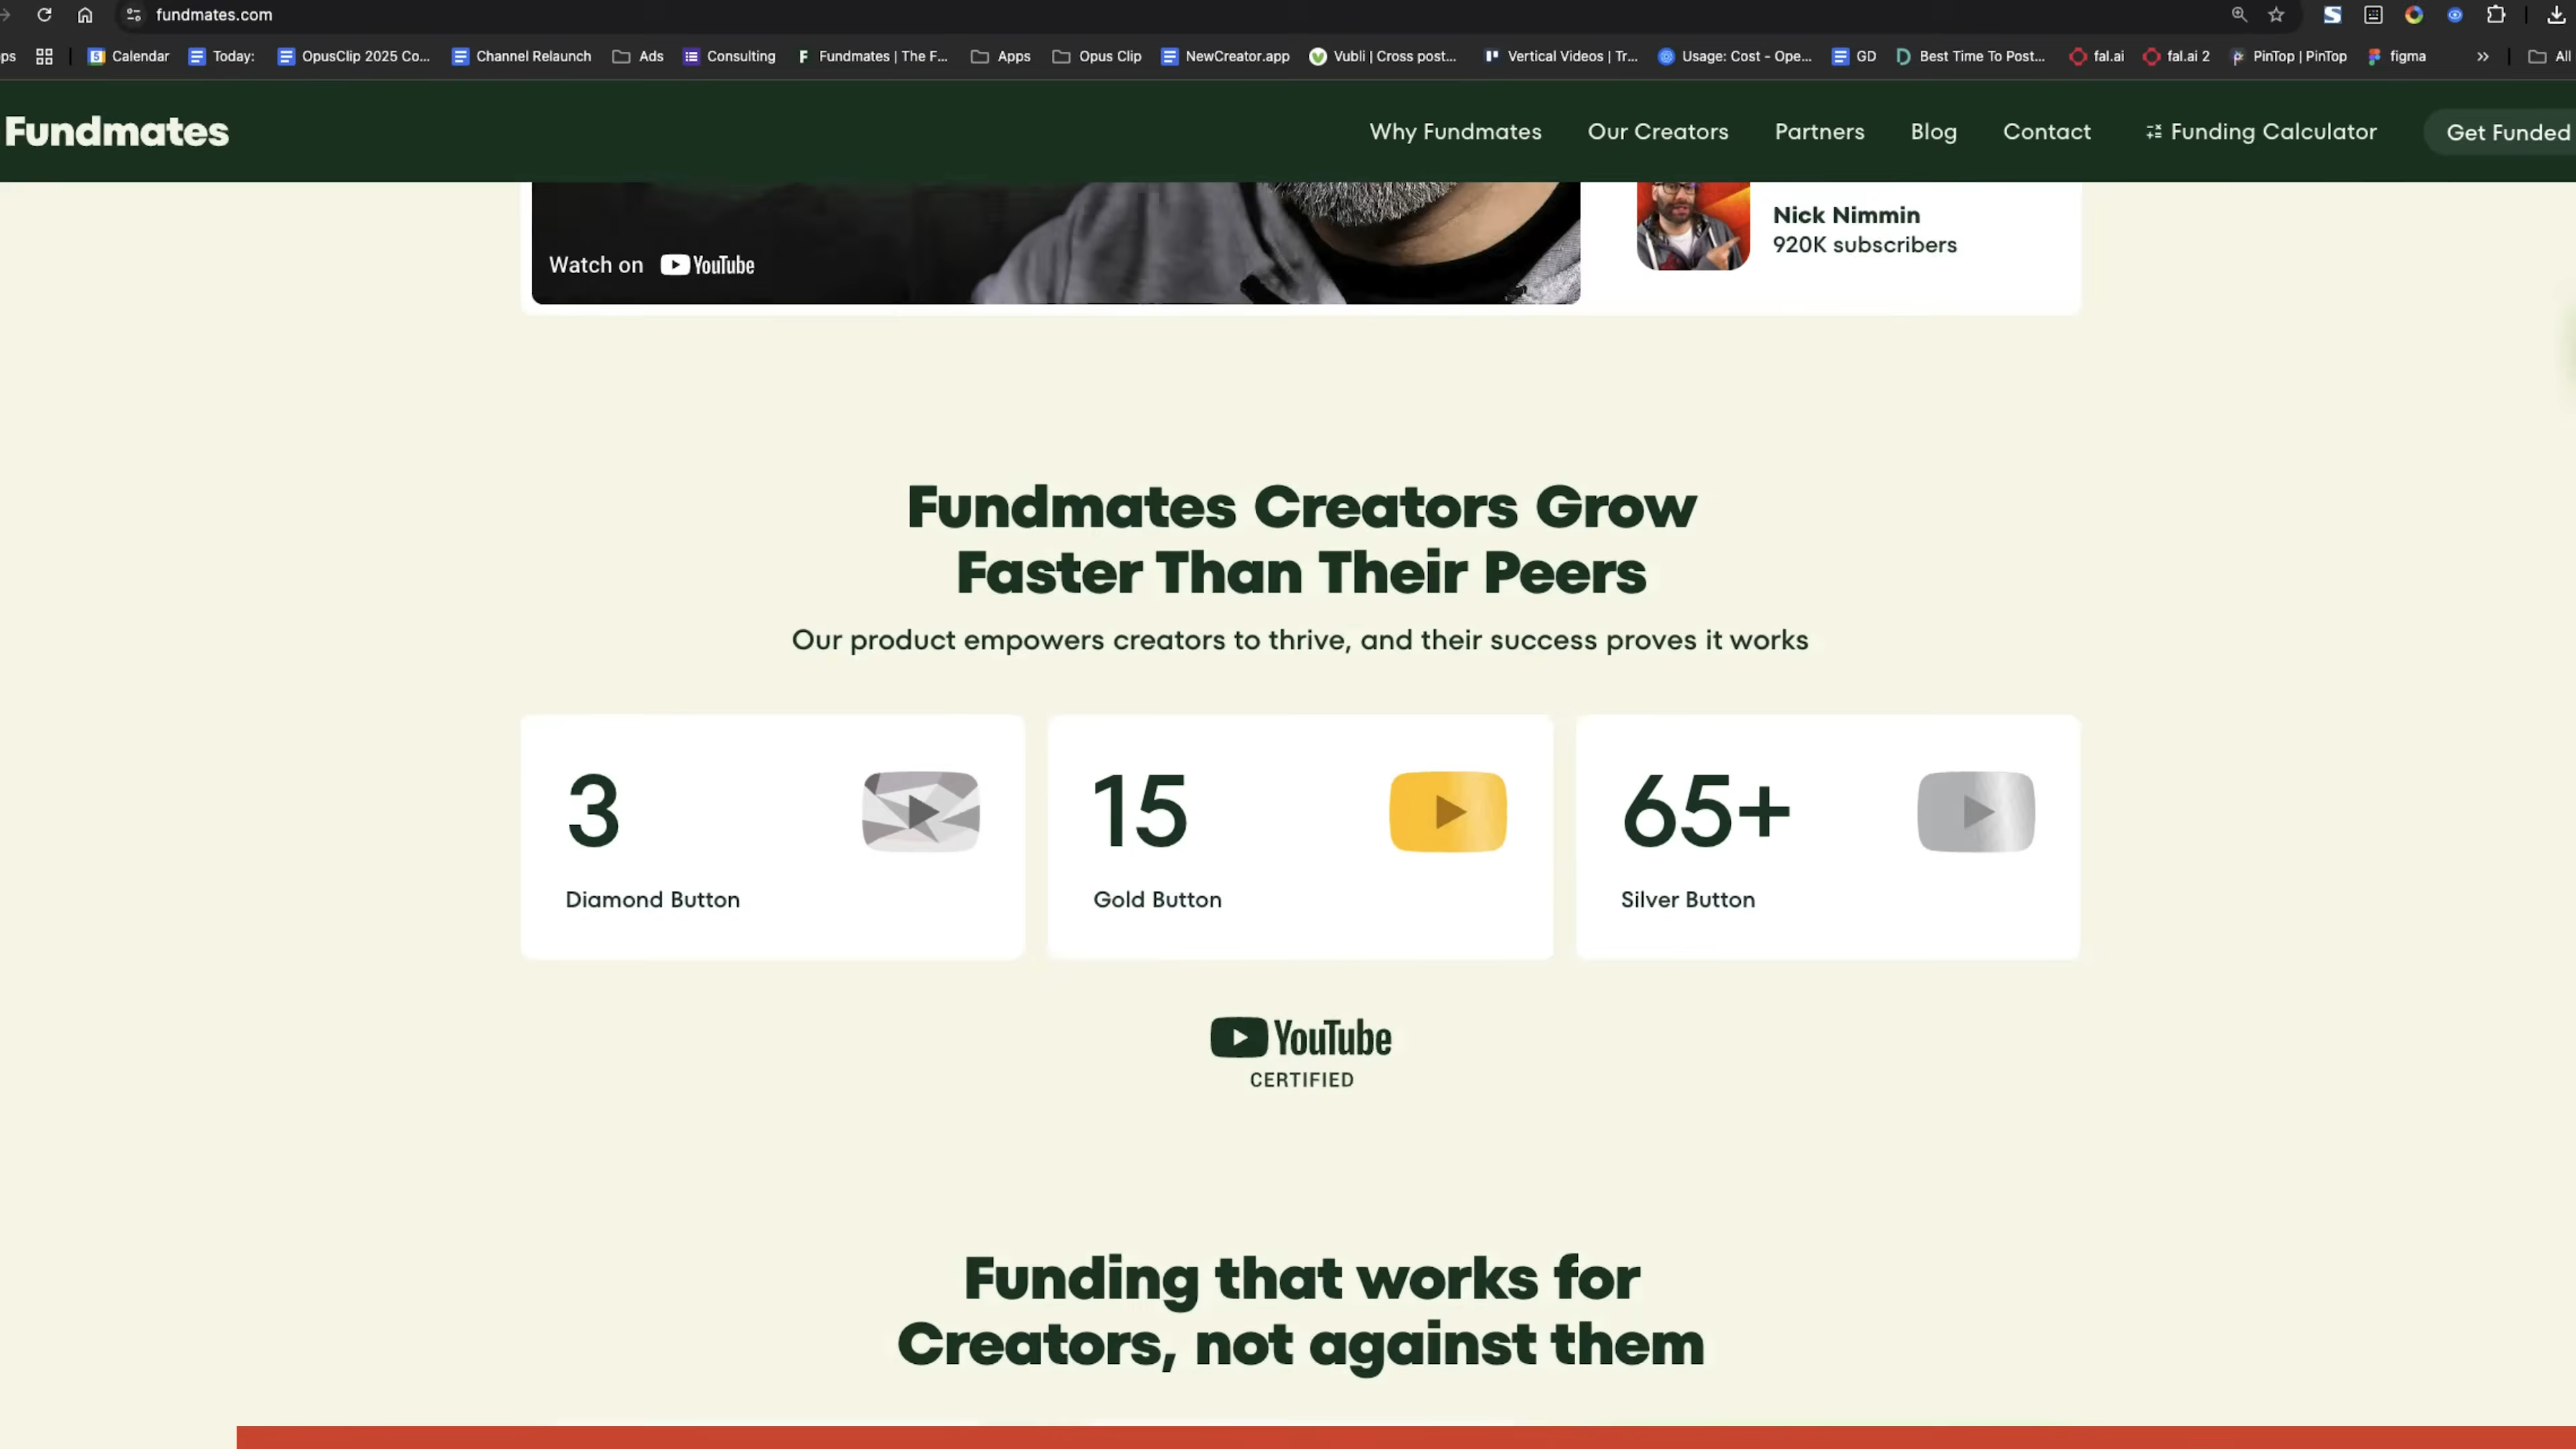 fundmates.com
ps
Calendar
Today:
OpusClip 2025 Co...
Channel Relaunch
Ads
Consulting
Fundmates | The F...
Apps
Opus Clip
NewCreator.app
Vubli | Cross post...
Vertical Videos | Tr...
Usage: Cost - Ope...
GD
Best Time To Post...
fal.ai
fal.ai 2
PinTop | PinTop
figma
All
Fundmates
Why Fundmates
Our Creators
Partners
Blog
Contact
Funding Calculator
Get Funded
Watch on YouTube
Nick Nimmin
920K subscribers
Fundmates Creators Grow
Faster Than Their Peers
Our product empowers creators to thrive, and their success proves it works
3
Diamond Button
15
Gold Button
65+
Silver Button
YouTube
CERTIFIED
Funding that works for
Creators, not against them